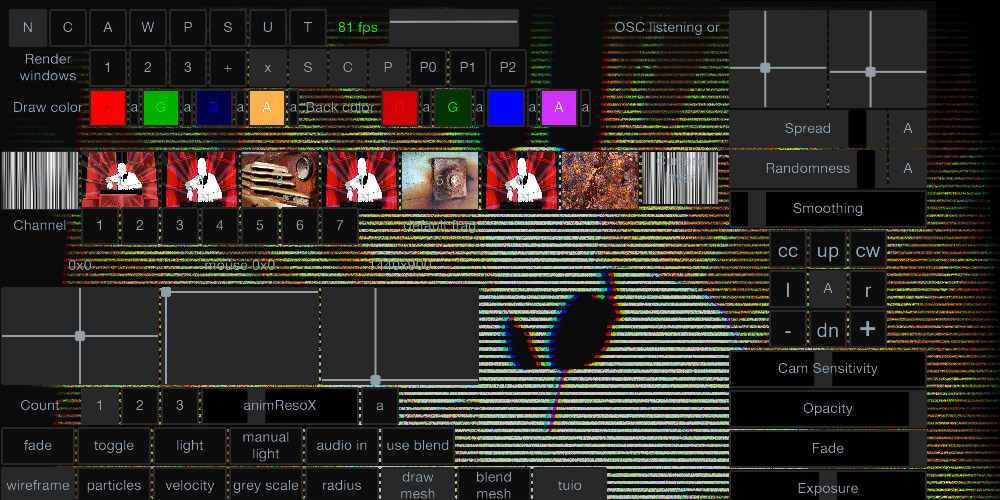 N C A W P S U T 81 fps OSC listening or
Render windows 1 2 3 + x S C P P0 P1 P2
Draw color R a G a B a A a Back color a G a a A a
Spread A
Randomness A
Smoothing
Channel 1 2 3 4 5 6 7 Default frag
cc up cw
0x0 mouse 0x0
l A r
- dn +
Cam Sensitivity
Count 1 2 3 animResoX a
Opacity
fade toggle light manual light audio in use blend
Fade
wireframe particles velocity grey scale radius draw mesh blend mesh tuio
Exposure